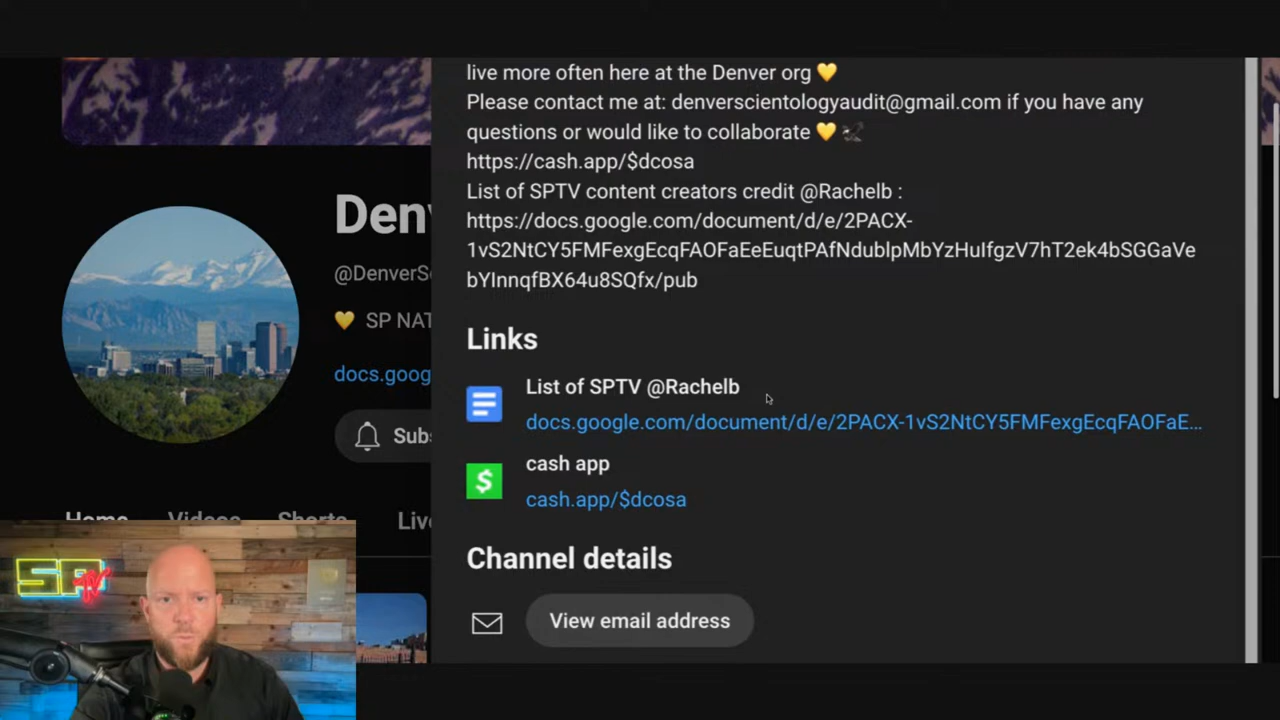 live more often here at the Denver org 💛
Please contact me at: denverscientologyaudit@gmail.com if you have any
questions or would like to collaborate 💛
https://cash.app/$dcosa
List of SPTV content creators credit @Rachelb :
https://docs.google.com/document/d/e/2PACX-
1vS2NtCY5FMFexgEcqFAOFaEeEuqtPAfNdublpMbYzHuIfgzV7hT2ek4bSGGaVe
bYInnqfBX64u8SQfx/pub
Den
@DenverS
💛 SP NAT
docs.goog
Subs
Home Videos Shorts Live
Links
List of SPTV @Rachelb
docs.google.com/document/d/e/2PACX-1vS2NtCY5FMFexgEcqFAOFaE...
cash app
cash.app/$dcosa
Channel details
View email address
SPTV